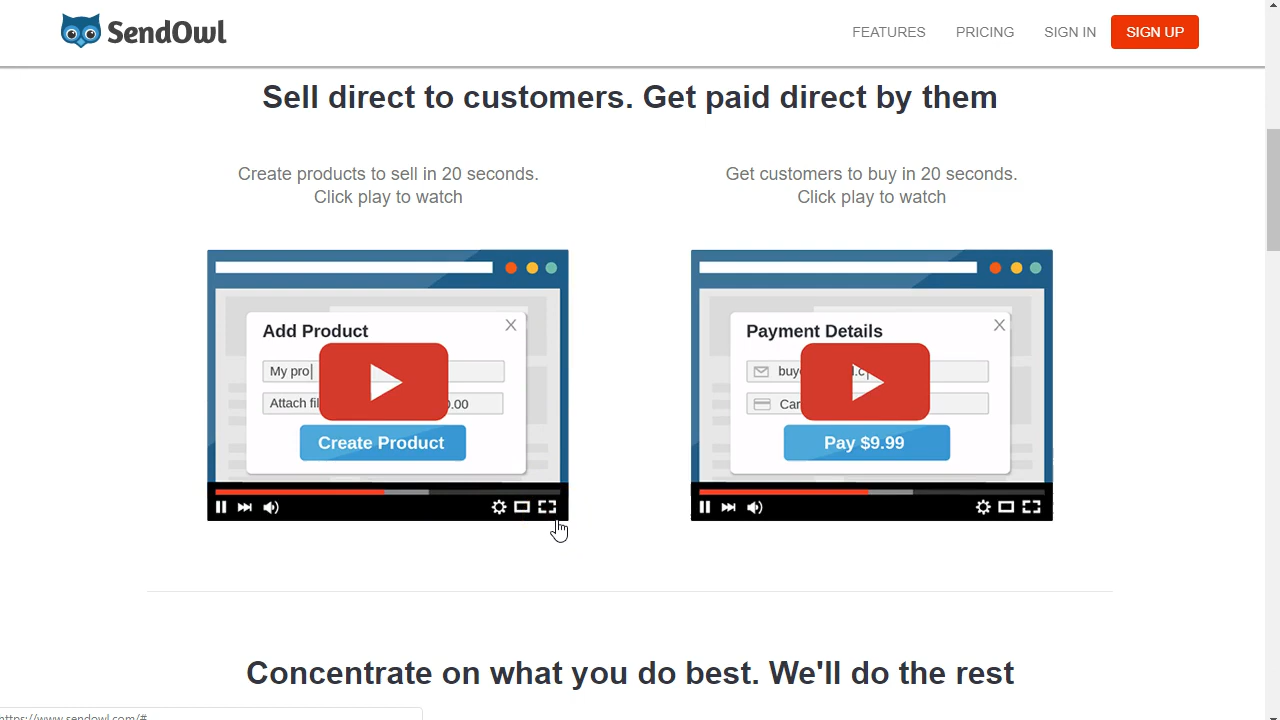 SendOwl
FEATURES
PRICING
SIGN IN
SIGN UP
Sell direct to customers. Get paid direct by them
Create products to sell in 20 seconds.
Click play to watch
Get customers to buy in 20 seconds.
Click play to watch
Add Product
My pro
Attach fil
0.00
Create Product
Payment Details
buy
.c
Car
Pay $9.99
Concentrate on what you do best. We'll do the rest
https://www.sendowl.com/#